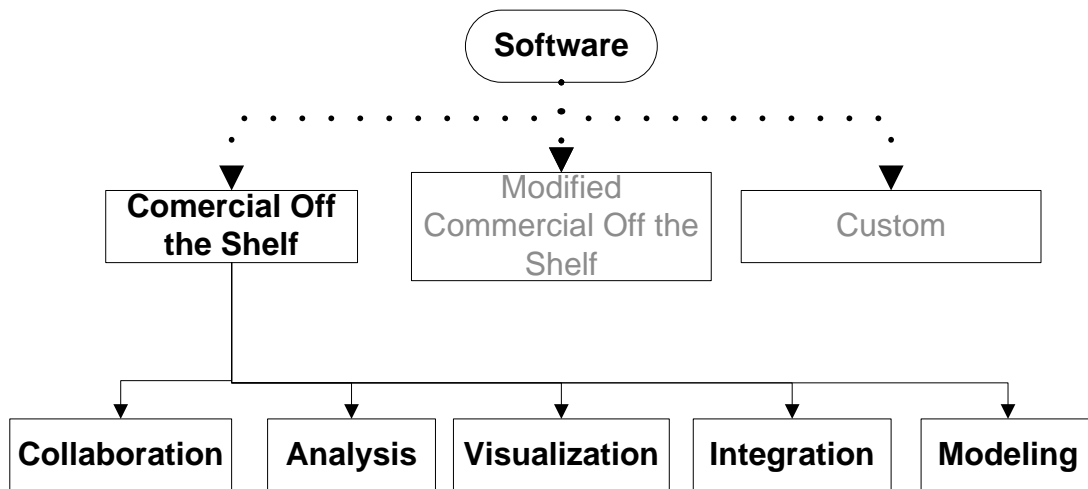 Software
Comercial Off
the Shelf
Modified
Commercial Off the
Shelf
Custom
Collaboration
Analysis
Visualization
Integration
Modeling